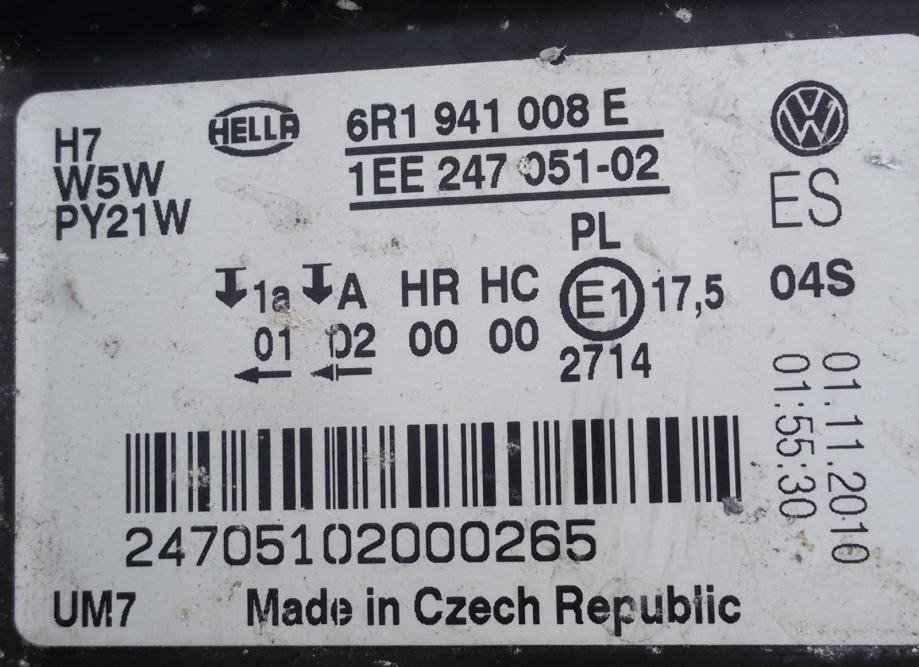 H7
W5W
PY21W
HELLA
6R1 941 008 E
1EE 247 051-02
ES
PL
1a A HR HC E1 17,5 04S
01 02 00 00
2714
01.11.2010
01:55:30
24705102000265
UM7 Made in Czech Republic